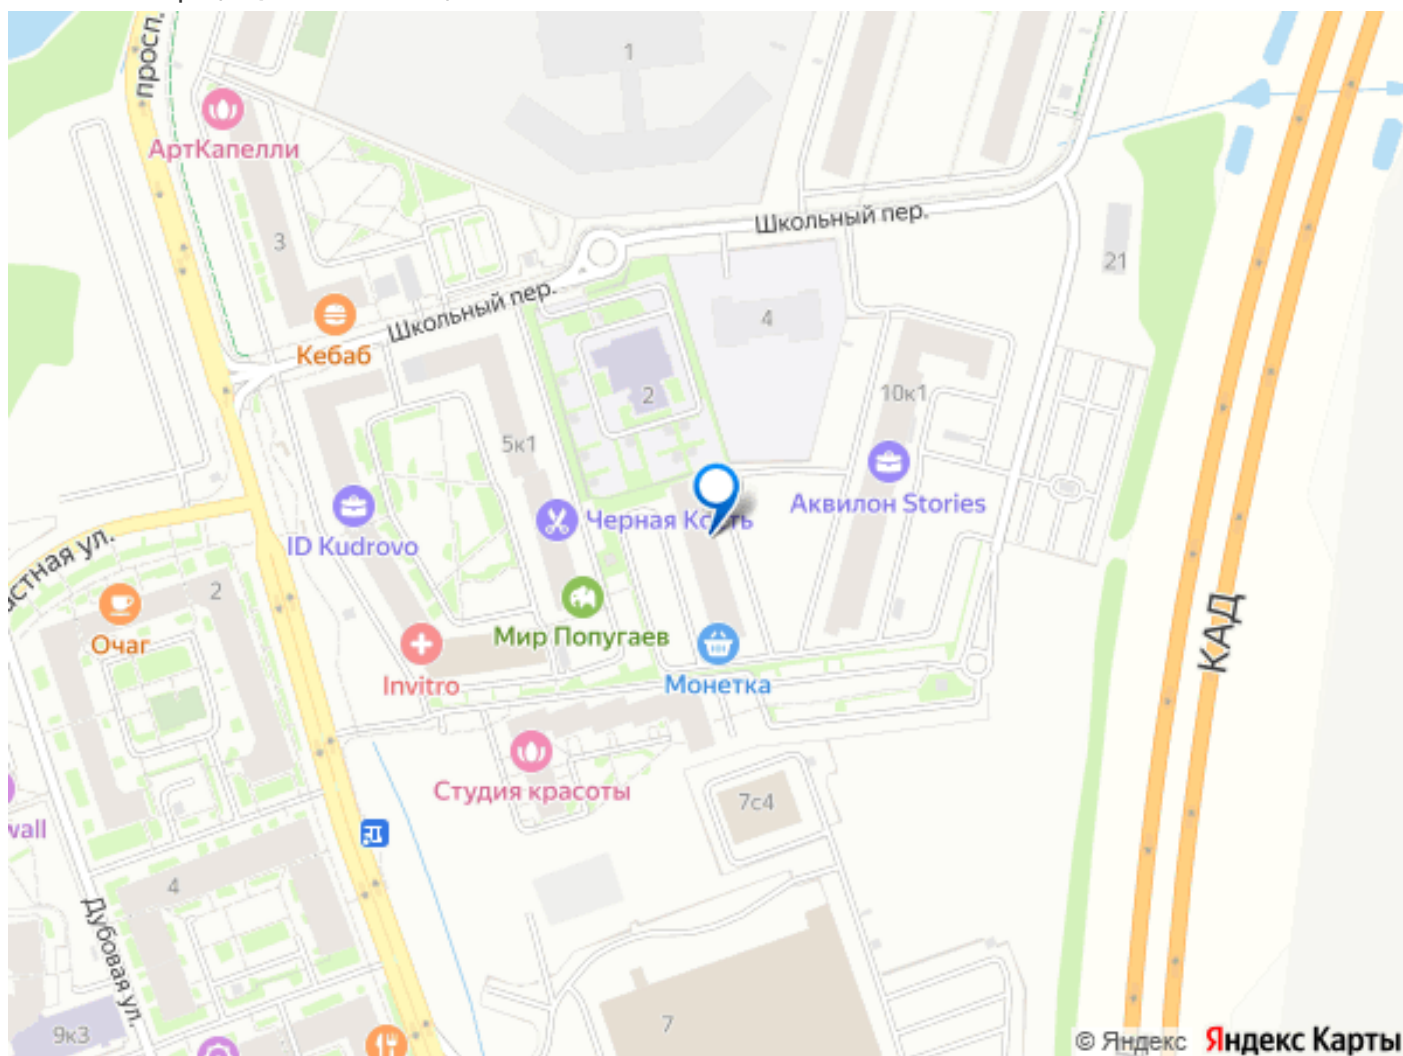 просп.
1
АртКапелли
Школьный пер.
3
21
Школьный пер.
4
Кебаб
2
10к1
5к1
Аквилон Stories
Черная Кость
ID Kudrovo
стная ул.
2
КАД
Очаг
Мир Попугаев
Invitro
Монетка
Студия красоты
7с4
wall
4
Дубовая ул.
7
9к3
© Яндекс Яндекс Карты